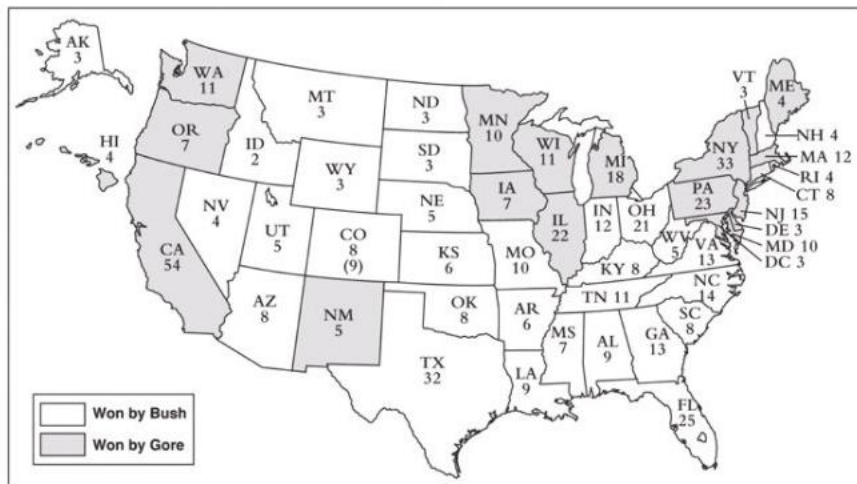 AK
3
WA
11
OR
7
HI
4
CA
54
ID
2
NV
4
MT
3
WY
3
UT
5
CO
8
(9)
AZ
8
NM
5
ND
3
SD
3
NE
5
KS
6
OK
8
TX
32
MN
10
IA
7
MO
10
AR
6
LA
9
WI
11
IL
22
MI
18
IN
12
OH
21
KY 8
TN 11
MS
7
AL
9
GA
13
FL
25
SC
8
NC
14
VA
13
WV
5
PA
23
NY
33
VT
3
ME
4
NH 4
MA 12
RI 4
CT 8
NJ 15
DE 3
MD 10
DC 3
Won by Bush
Won by Gore